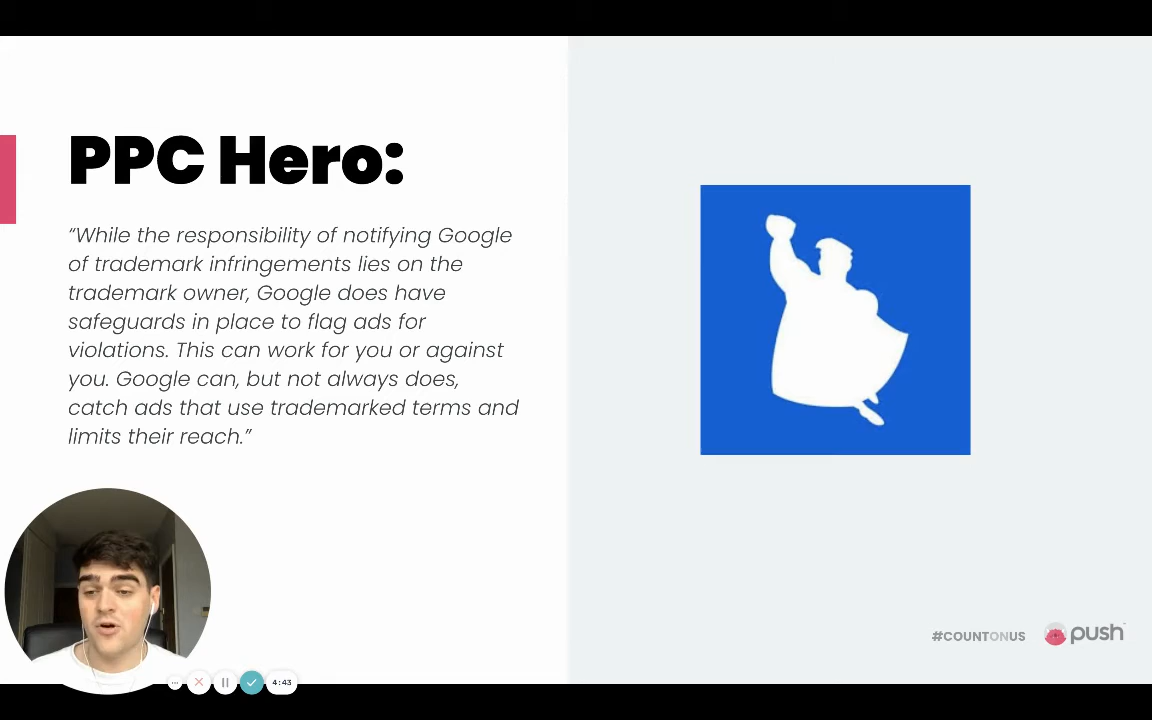 PPC Hero:
“While the responsibility of notifying Google
of trademark infringements lies on the
trademark owner, Google does have
safeguards in place to flag ads for
violations. This can work for you or against
you. Google can, but not always does,
catch ads that use trademarked terms and
limits their reach.”
#COUNTONUS
push
4:43